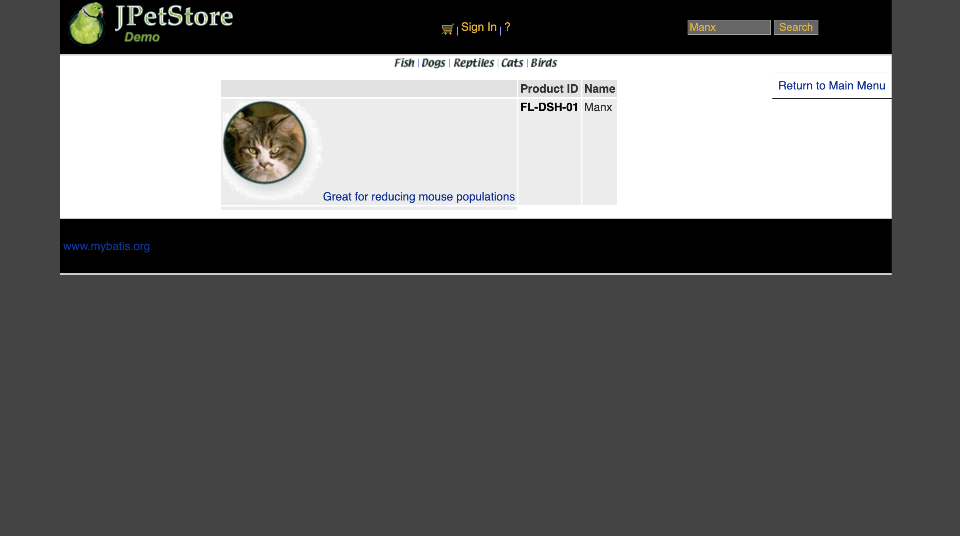 JPetStore
Demo
| Sign In | ?
Manx Search
Fish | Dogs | Reptiles | Cats | Birds
Return to Main Menu
Product ID Name
FL-DSH-01 Manx
Great for reducing mouse populations
www.mybatis.org